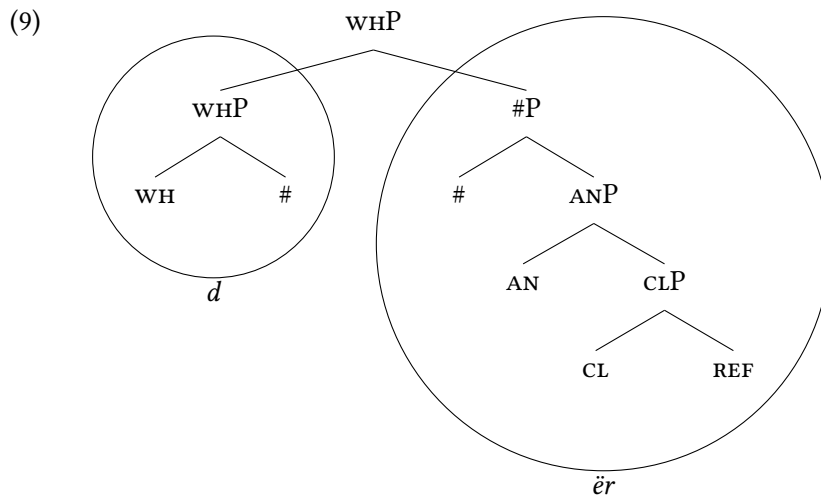 (9)
WHP
WHP #P
WH # # ANP
d AN CLP
CL REF
ër